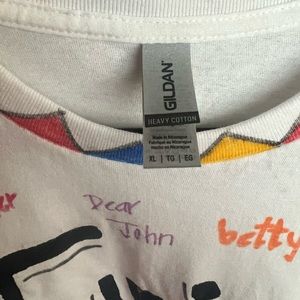 GILDAN
HEAVY COTTON
Made in Nicaragua
Fabriqué au Nicaragua
Hecho en Nicaragua
XL | TG | EG
Dear
John
betty